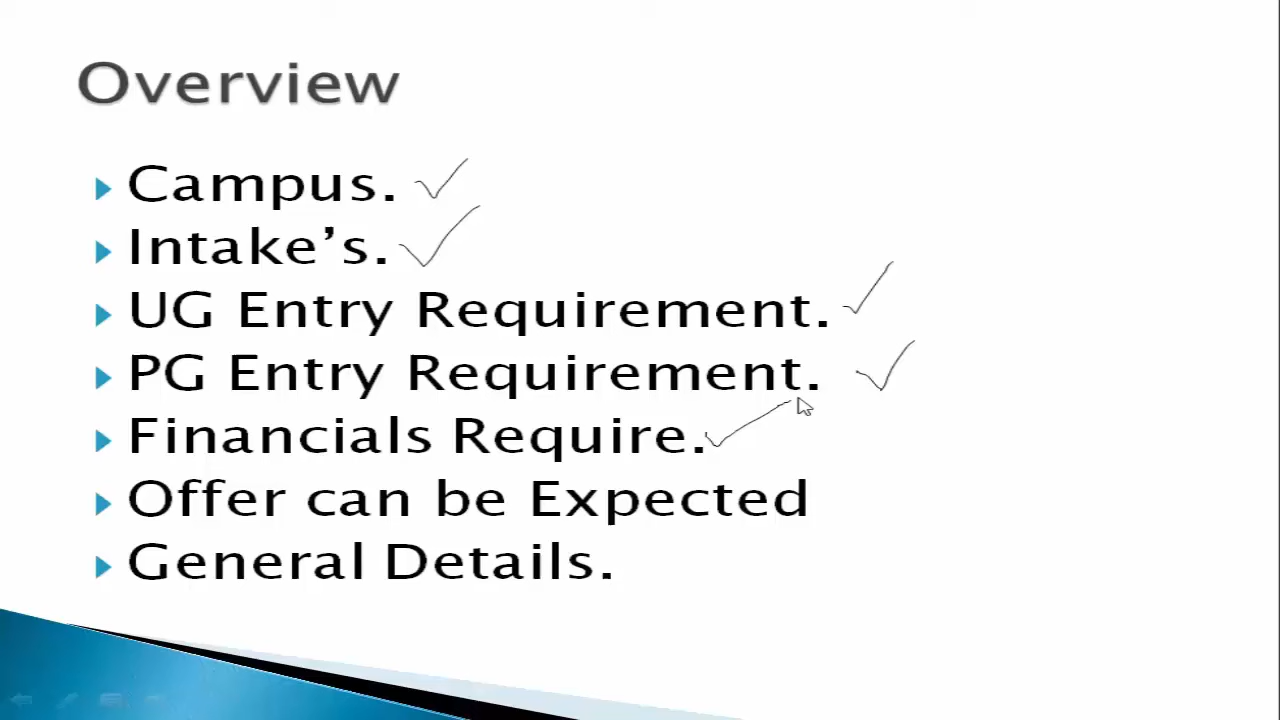 Overview
Campus.
Intake’s.
UG Entry Requirement.
PG Entry Requirement.
Financials Require.
Offer can be Expected
General Details.